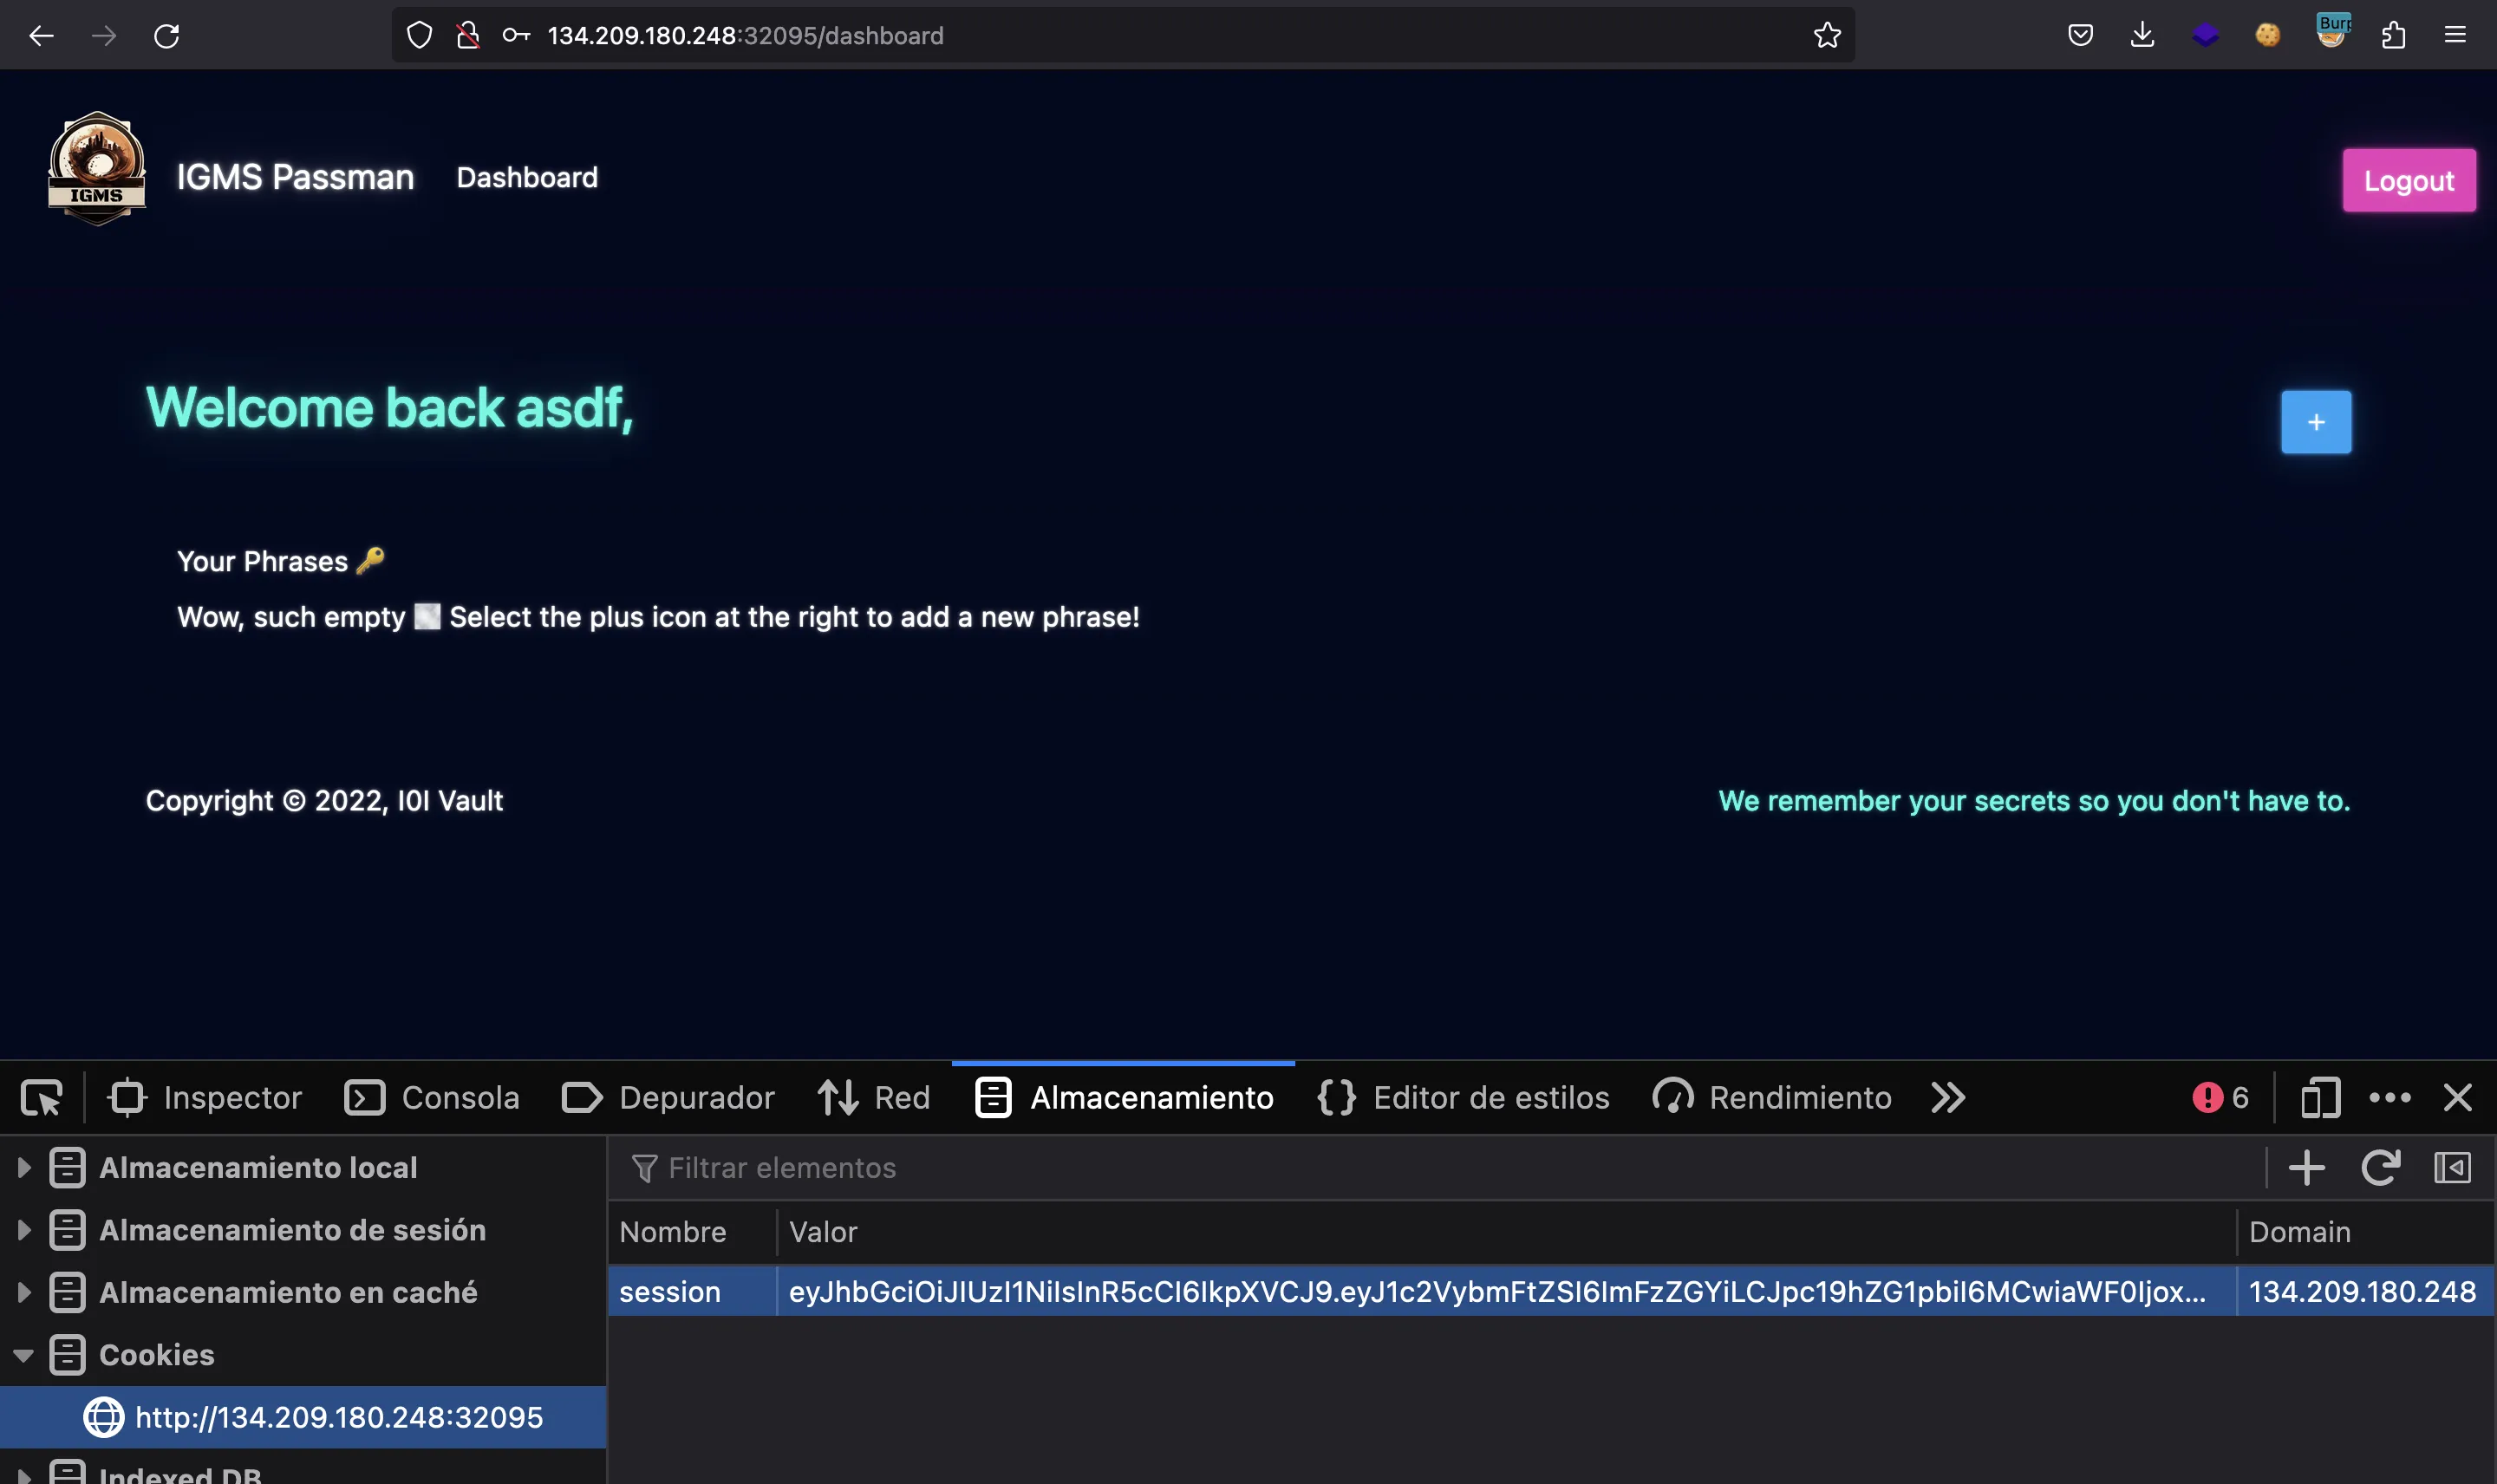 134.209.180.248:32095/dashboard
Burp
IGMS
IGMS Passman
Dashboard
Logout
Welcome back asdf,
+
Your Phrases 🔑
Wow, such empty Select the plus icon at the right to add a new phrase!
Copyright © 2022, I0I Vault
We remember your secrets so you don't have to.
Inspector
Consola
Depurador
Red
Almacenamiento
Editor de estilos
Rendimiento
6
Almacenamiento local
Almacenamiento de sesión
Almacenamiento en caché
Cookies
http://134.209.180.248:32095
Indexed DB
Filtrar elementos
Nombre
Valor
Domain
session
eyJhbGciOiJIUzI1NiIsInR5cCI6IkpXVCJ9.eyJ1c2VybmFtZSI6ImFzZGYiLCJpc19hZG1pbiI6MCwiaWF0Ijox...
134.209.180.248